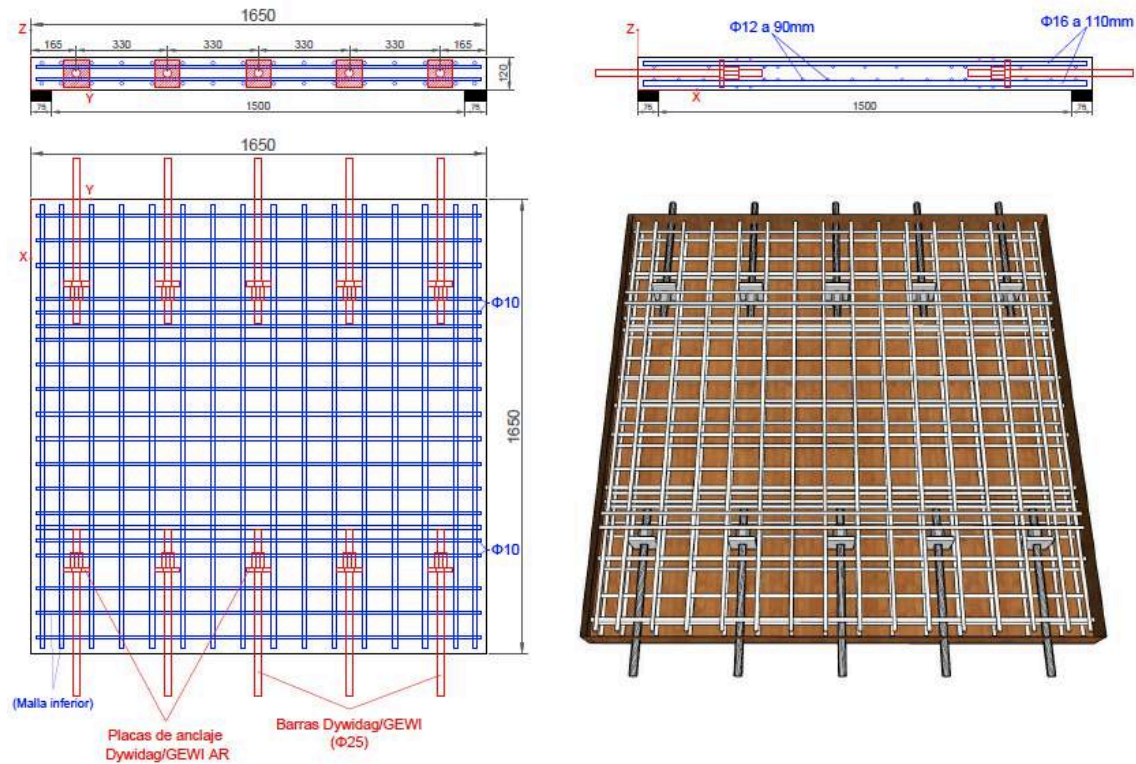 1650
Z
165
330
330
330
330
165
120
Y
75
1500
75
Z
Φ12 a 90mm
Φ16 a 110mm
X
75
1500
75
1650
Y
X
Φ10
1650
Φ10
(Malla inferior)
Placas de anclaje
Dywidag/GEWI AR
Barras Dywidag/GEWI
(Φ25)